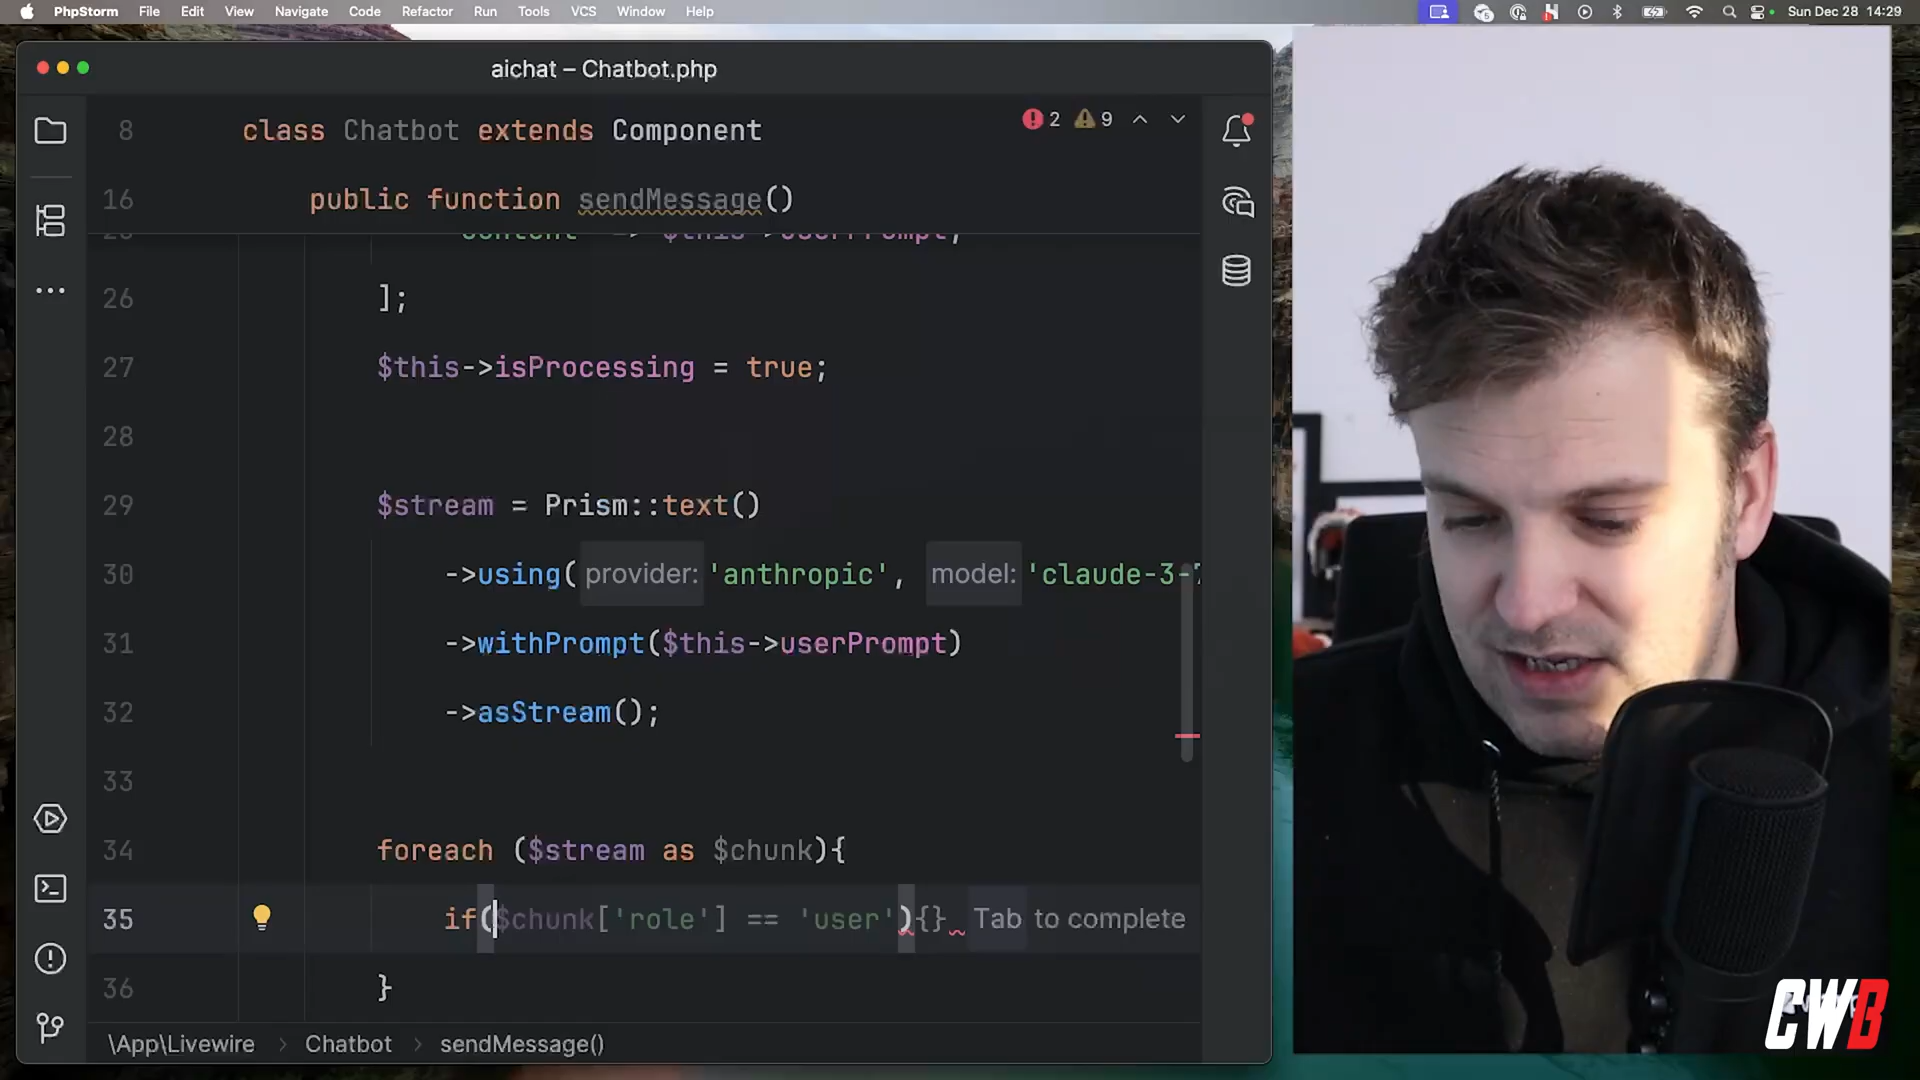 PhpStorm File Edit View Navigate Code Refactor Run Tools VCS Window Help Sun Dec 28 14:29
aichat – Chatbot.php
8 class Chatbot extends Component 2 9
16 public function sendMessage()
$this->userPrompt,
26 ];
27 $this->isProcessing = true;
28
29 $stream = Prism::text()
30 ->using( provider: 'anthropic', model: 'claude-3-7
31 ->withPrompt($this->userPrompt)
32 ->asStream();
33
34 foreach ($stream as $chunk){
35 if($chunk['role'] == 'user'){} Tab to complete
36 }
\App\Livewire > Chatbot > sendMessage()
CWB